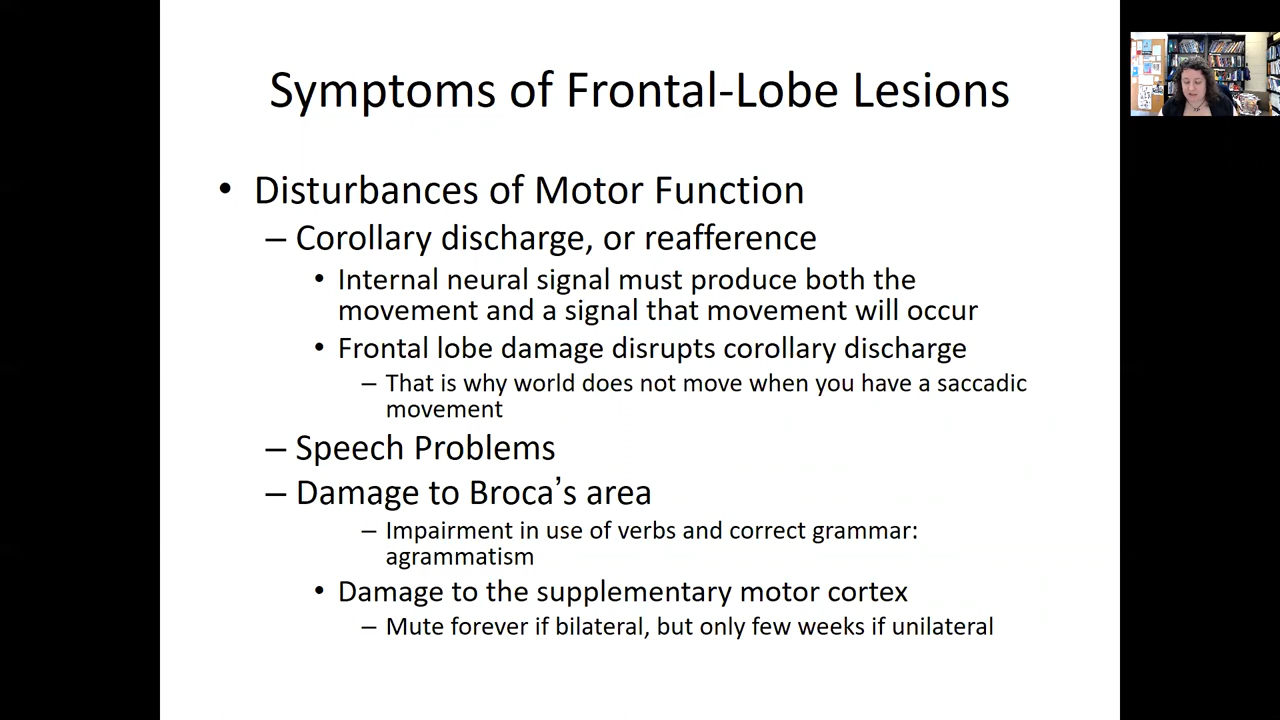 Symptoms of Frontal-Lobe Lesions
• Disturbances of Motor Function
– Corollary discharge, or reafference
• Internal neural signal must produce both the
movement and a signal that movement will occur
• Frontal lobe damage disrupts corollary discharge
– That is why world does not move when you have a saccadic
movement
– Speech Problems
– Damage to Broca’s area
– Impairment in use of verbs and correct grammar:
agrammatism
• Damage to the supplementary motor cortex
– Mute forever if bilateral, but only few weeks if unilateral